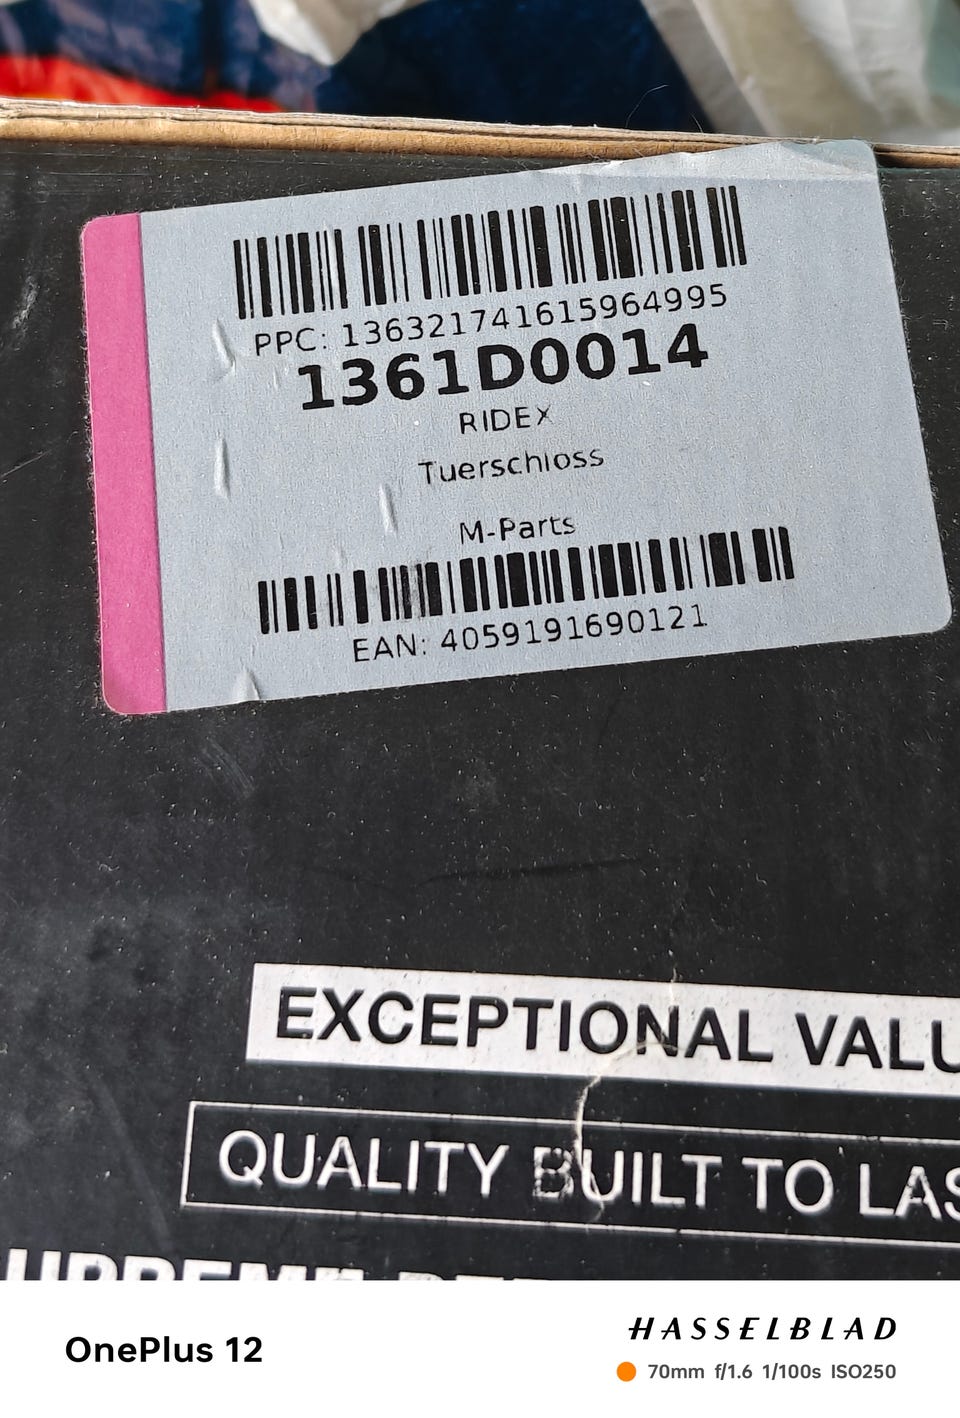 PPC: 136321741615964995
1361D0014
RIDEX
Tuerschloss
M-Parts
EAN: 4059191690121
EXCEPTIONAL VALU
QUALITY BUILT TO LAS
OnePlus 12
HASSELBLAD
70mm f/1.6 1/100s ISO250